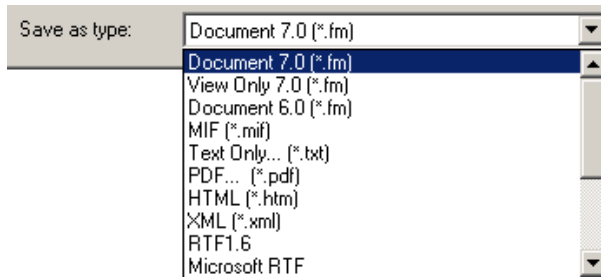 Save as type:
Document 7.0 (*.fm)
Document 7.0 (*.fm)
View Only 7.0 (*.fm)
Document 6.0 (*.fm)
MIF (*.mif)
Text Only... (*.txt)
PDF... (*.pdf)
HTML (*.htm)
XML (*.xml)
RTF1.6
Microsoft RTF